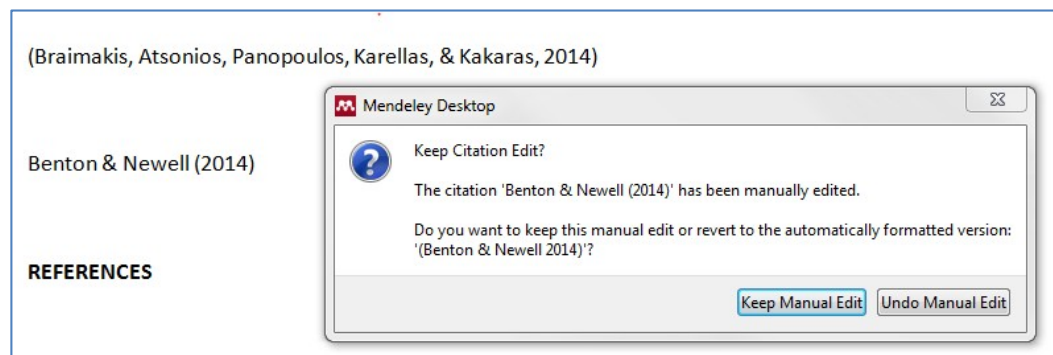 (Braimakis, Atsonios, Panopoulos, Karellas, & Kakaras, 2014)
Mendeley Desktop
Keep Citation Edit?
Benton & Newell (2014)
The citation 'Benton & Newell (2014)' has been manually edited.
Do you want to keep this manual edit or revert to the automatically formatted version:
'(Benton & Newell 2014)'?
REFERENCES
Keep Manual Edit Undo Manual Edit